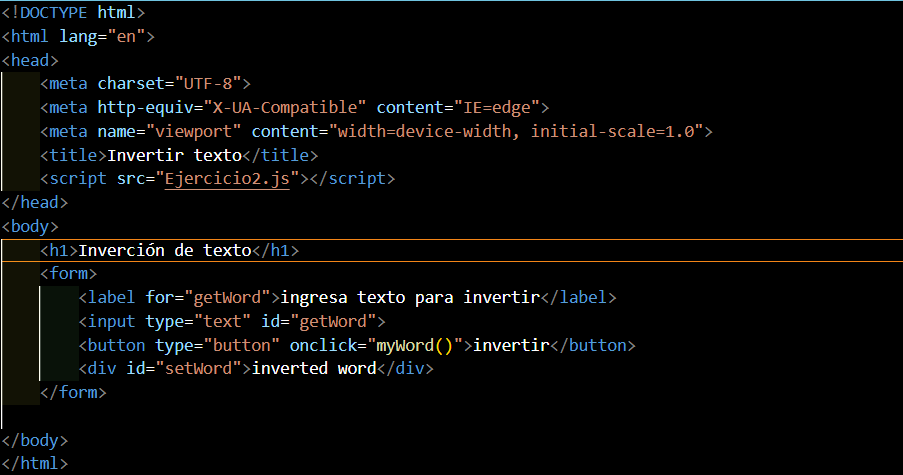 <!DOCTYPE html>
<html lang="en">
<head>
    <meta charset="UTF-8">
    <meta http-equiv="X-UA-Compatible" content="IE=edge">
    <meta name="viewport" content="width=device-width, initial-scale=1.0">
    <title>Invertir texto</title>
    <script src="Ejercicio2.js"></script>
</head>
<body>
    <h1>Inverción de texto</h1>
    <form>
        <label for="getWord">ingresa texto para invertir</label>
        <input type="text" id="getWord">
        <button type="button" onclick="myWord()">invertir</button>
        <div id="setWord">inverted word</div>
    </form>
</body>
</html>